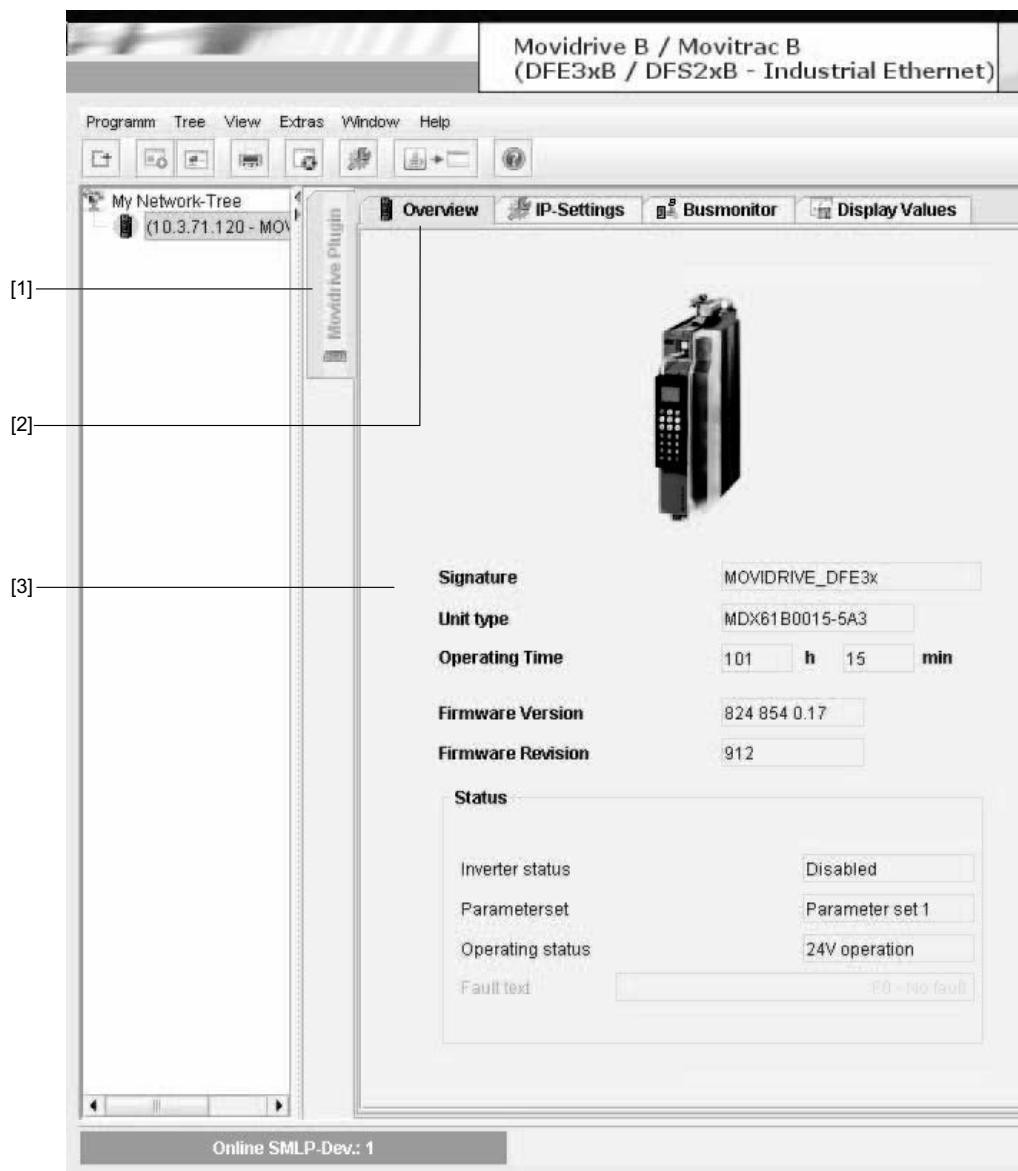 Movidrive B / Movitrac B
(DFE3xB / DFS2xB - Industrial Ethernet)
Programm Tree View Extras Window Help
My Network-Tree
(10.3.71.120 - MOV
Movidrive Plugin
Overview IP-Settings Busmonitor Display Values
[1]
[2]
[3]
Signature MOVIDRIVE_DFE3x
Unit type MDX61B0015-5A3
Operating Time 101 h 15 min
Firmware Version 824 854 0.17
Firmware Revision 912
Status
Inverter status Disabled
Parameterset Parameter set 1
Operating status 24V operation
Fault text F0 - No fault
Online SMLP-Dev.: 1